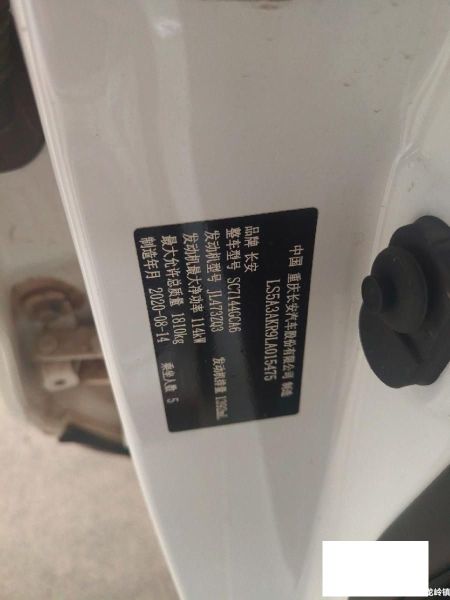 中国 重庆长安汽车股份有限公司 制造
LS5A3AKR9LA015475
品牌 长安
整车型号 SC7144GCA6
发动机型号 JL473ZQ3 发动机排量 1392mL
发动机最大净功率 114kW
最大允许总质量 1810kg 乘坐人数 5
制造年月 2020-08-14
龙岭镇